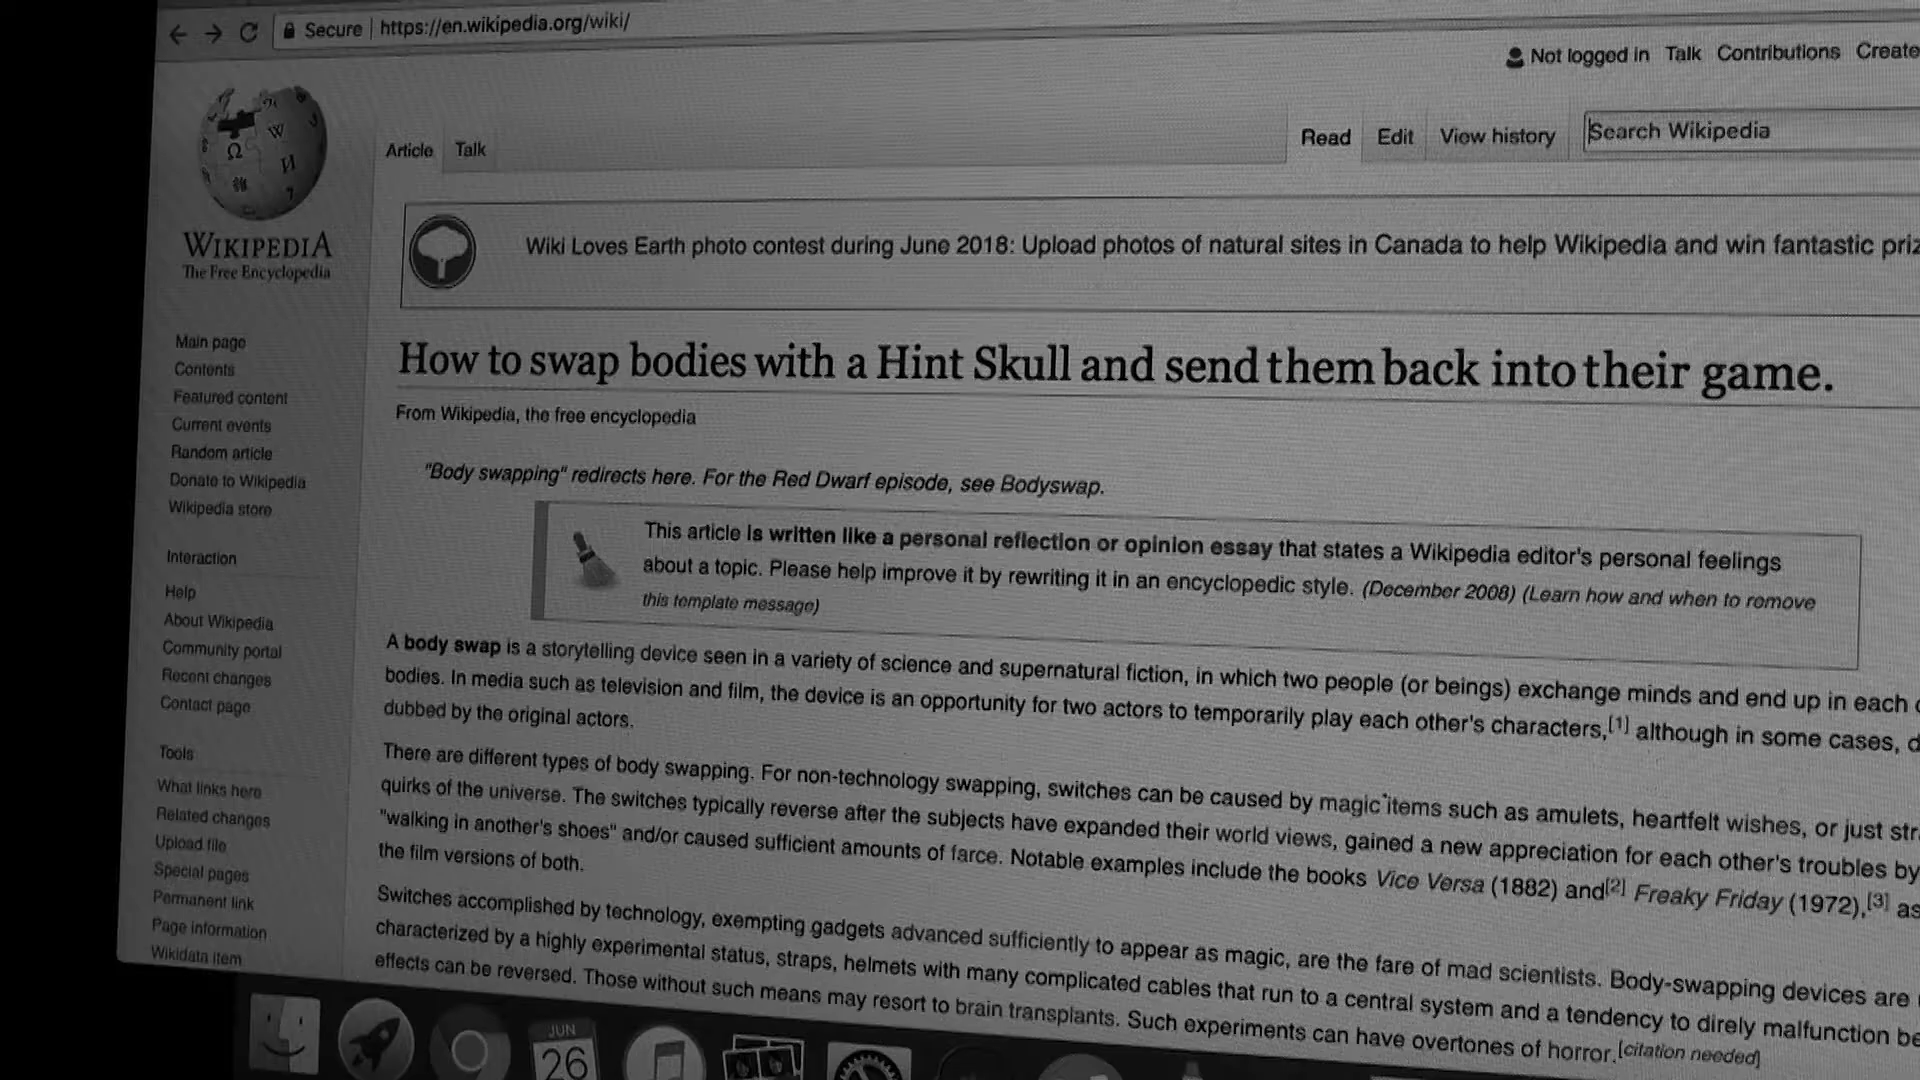 Secure | https://en.wikipedia.org/wiki/
Not logged in Talk Contributions Create
Article Talk Read Edit View history Search Wikipedia
WIKIPEDIA
The Free Encyclopedia
Wiki Loves Earth photo contest during June 2018: Upload photos of natural sites in Canada to help Wikipedia and win fantastic priz
How to swap bodies with a Hint Skull and send them back into their game.
From Wikipedia, the free encyclopedia
"Body swapping" redirects here. For the Red Dwarf episode, see Bodyswap.
This article is written like a personal reflection or opinion essay that states a Wikipedia editor's personal feelings
about a topic. Please help improve it by rewriting it in an encyclopedic style. (December 2008) (Learn how and when to remove
this template message)
A body swap is a storytelling device seen in a variety of science and supernatural fiction, in which two people (or beings) exchange minds and end up in each
bodies. In media such as television and film, the device is an opportunity for two actors to temporarily play each other's characters,[1] although in some cases, d
dubbed by the original actors.
There are different types of body swapping. For non-technology swapping, switches can be caused by magic items such as amulets, heartfelt wishes, or just str
quirks of the universe. The switches typically reverse after the subjects have expanded their world views, gained a new appreciation for each other's troubles by
"walking in another's shoes" and/or caused sufficient amounts of farce. Notable examples include the books Vice Versa (1882) and[2] Freaky Friday (1972),[3] as
the film versions of both.
Switches accomplished by technology, exempting gadgets advanced sufficiently to appear as magic, are the fare of mad scientists. Body-swapping devices are
characterized by a highly experimental status, straps, helmets with many complicated cables that run to a central system and a tendency to direly malfunction be
effects can be reversed. Those without such means may resort to brain transplants. Such experiments can have overtones of horror.[citation needed]
Main page
Contents
Featured content
Current events
Random article
Donate to Wikipedia
Wikipedia store
Interaction
Help
About Wikipedia
Community portal
Recent changes
Contact page
Tools
What links here
Related changes
Upload file
Special pages
Permanent link
Page information
Wikidata item
JUN
26